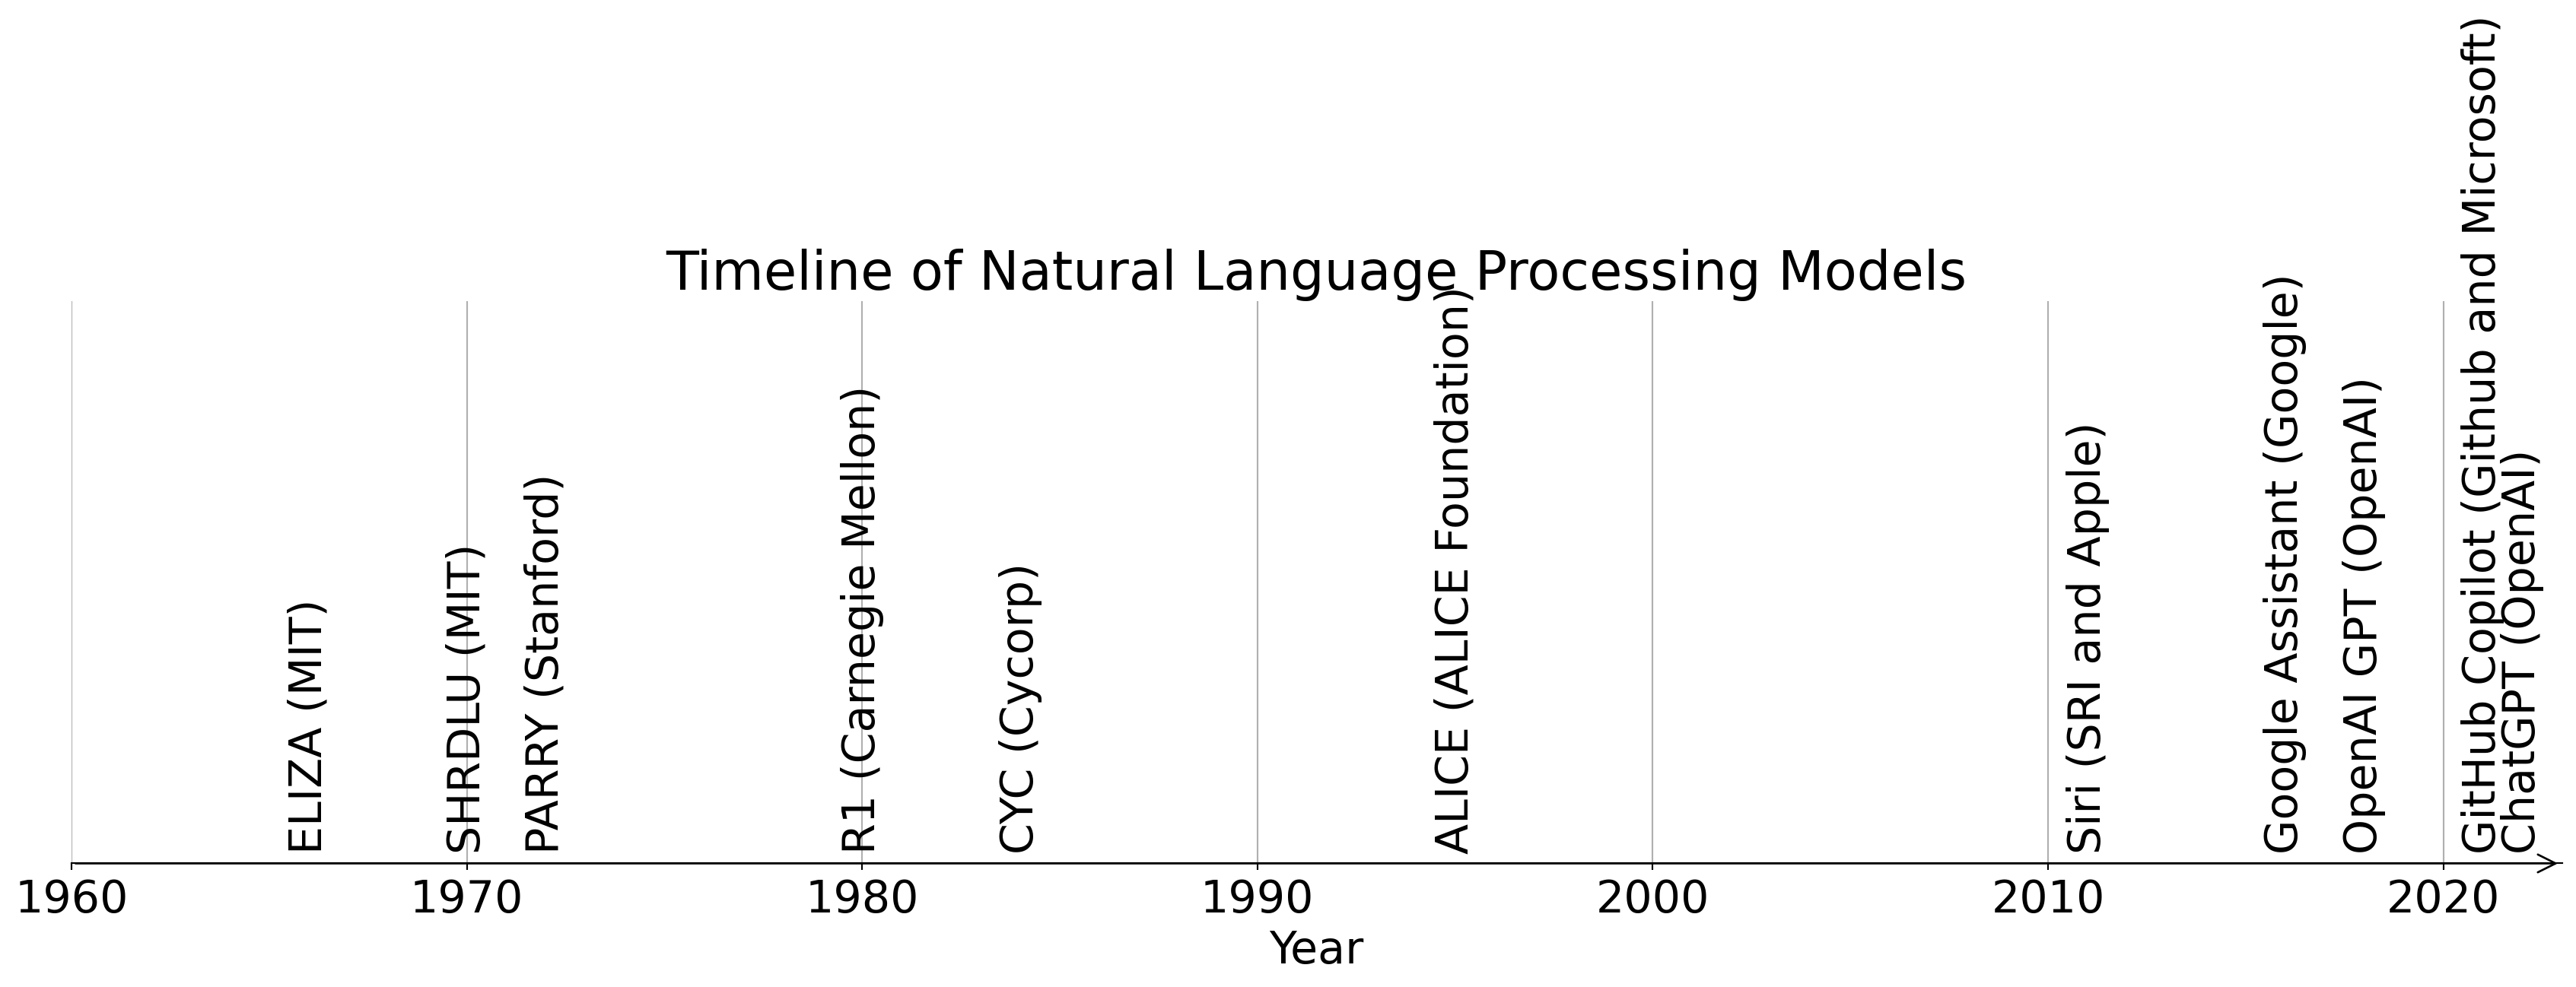 Timeline of Natural Language Processing Models
ELIZA (MIT)
SHRDLU (MIT)
PARRY (Stanford)
R1 (Carnegie Mellon)
CYC (Cycorp)
ALICE (ALICE Foundation)
Siri (SRI and Apple)
Google Assistant (Google)
OpenAI GPT (OpenAI)
GitHub Copilot (Github and Microsoft)
ChatGPT (OpenAI)
1960 1970 1980 1990 2000 2010 2020
Year